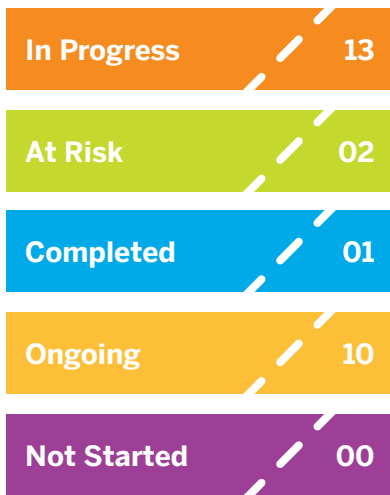 In Progress 13
At Risk 02
Completed 01
Ongoing 10
Not Started 00